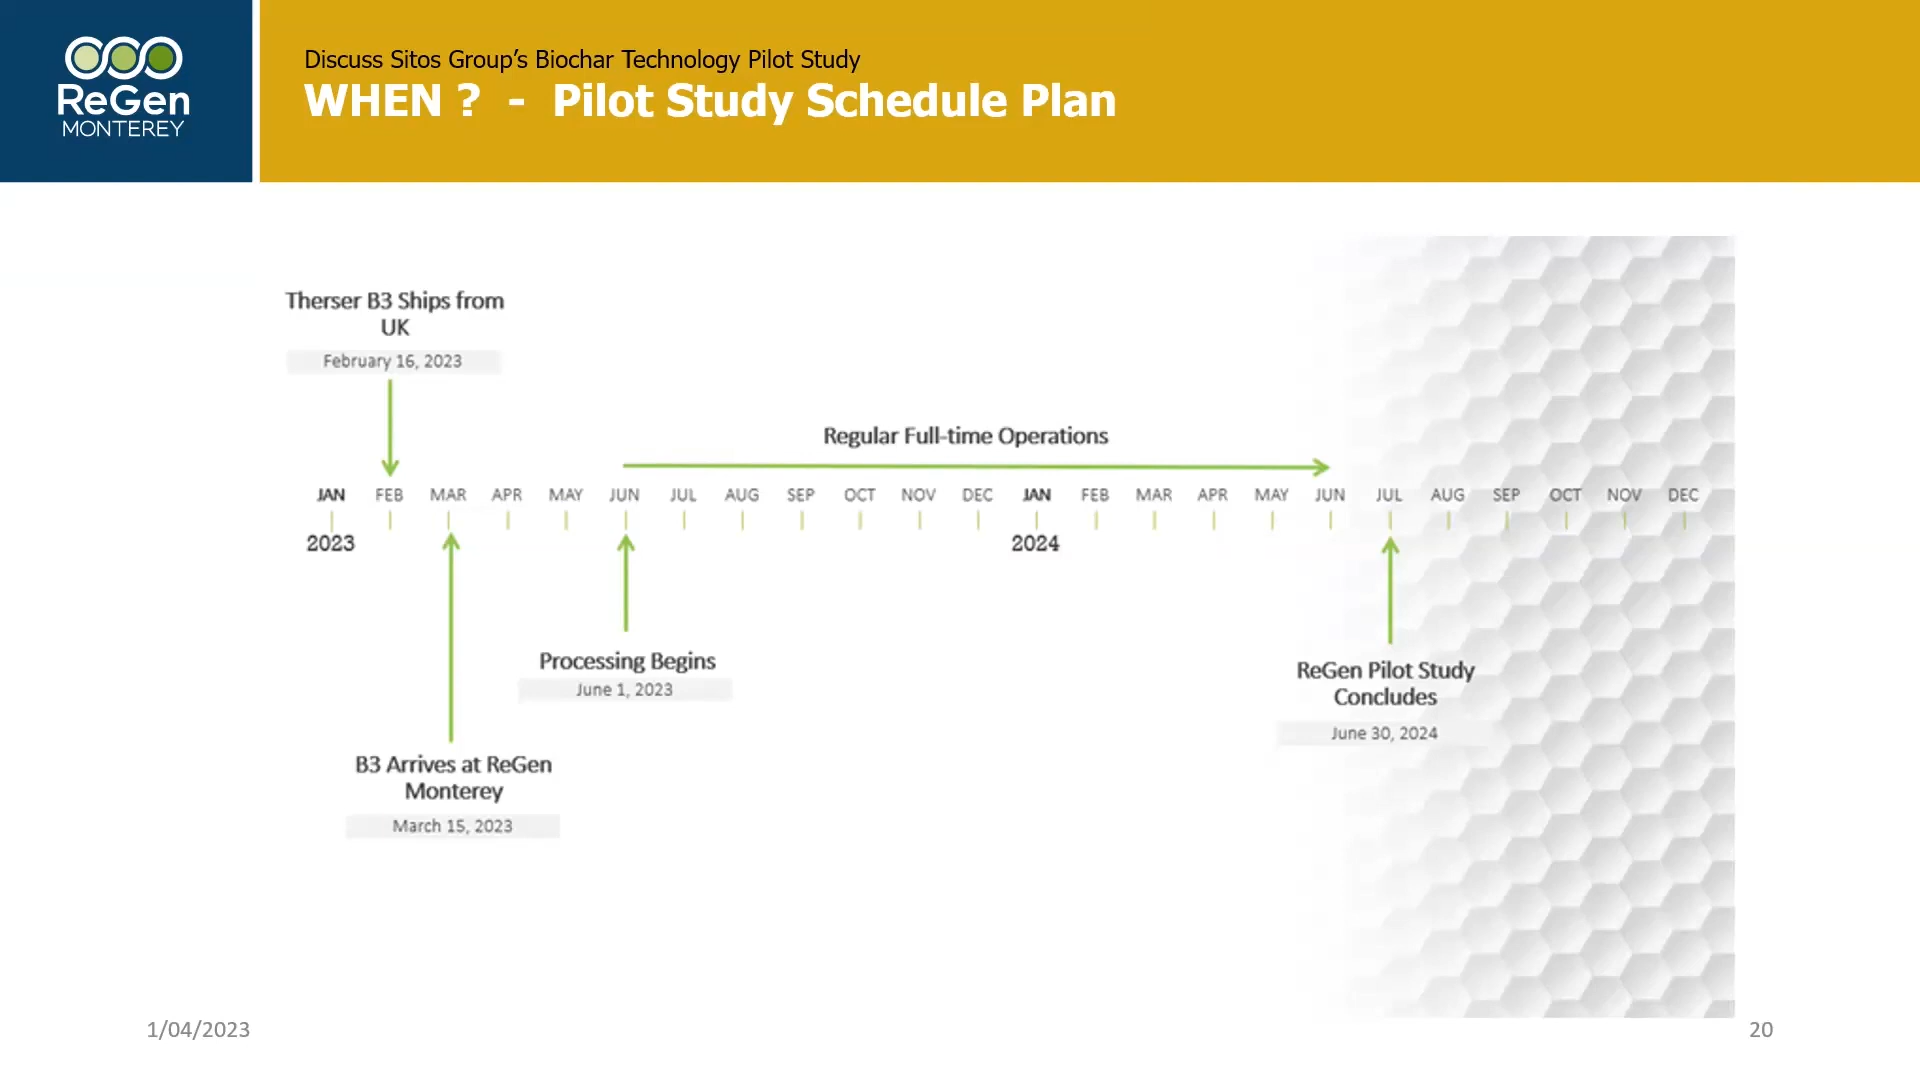 ReGen
MONTEREY
Discuss Sitos Group's Biochar Technology Pilot Study
WHEN ? - Pilot Study Schedule Plan
Therser B3 Ships from
UK
February 16, 2023
Regular Full-time Operations
JAN FEB MAR APR MAY JUN JUL AUG SEP OCT NOV DEC JAN FEB MAR APR MAY JUN JUL AUG SEP OCT NOV DEC
2023 2024
Processing Begins
June 1, 2023
ReGen Pilot Study
Concludes
June 30, 2024
B3 Arrives at ReGen
Monterey
March 15, 2023
1/04/2023
20